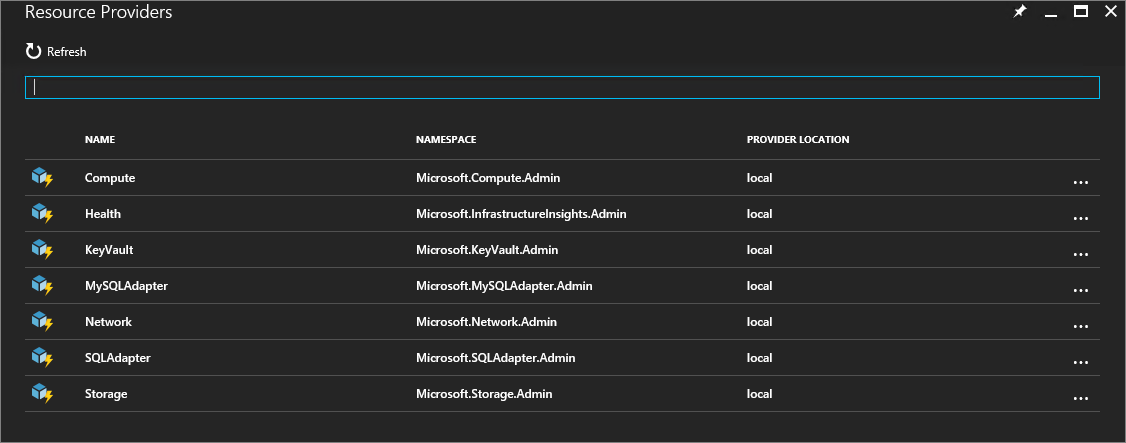 Resource Providers
Refresh
NAME NAMESPACE PROVIDER LOCATION
Compute Microsoft.Compute.Admin local ...
Health Microsoft.InfrastructureInsights.Admin local ...
KeyVault Microsoft.KeyVault.Admin local ...
MySQLAdapter Microsoft.MySQLAdapter.Admin local ...
Network Microsoft.Network.Admin local ...
SQLAdapter Microsoft.SQLAdapter.Admin local ...
Storage Microsoft.Storage.Admin local ...